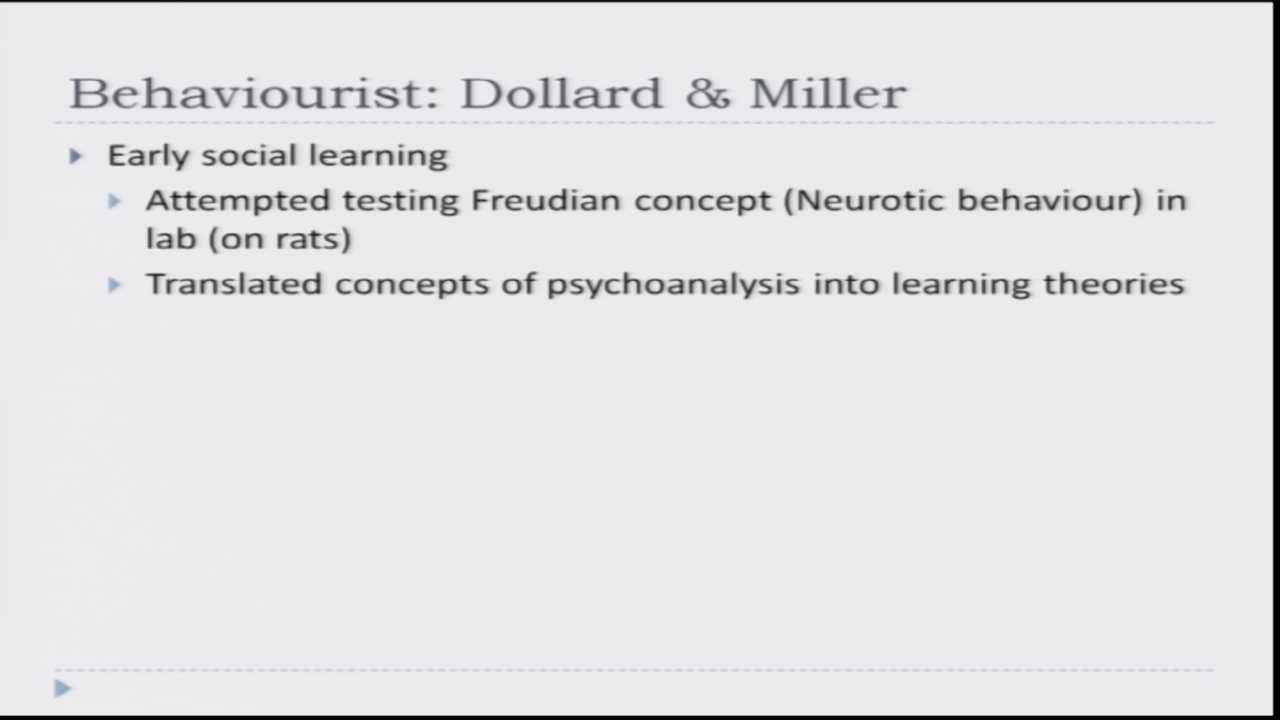 Behaviourist: Dollard & Miller
Early social learning
Attempted testing Freudian concept (Neurotic behaviour) in
lab (on rats)
Translated concepts of psychoanalysis into learning theories